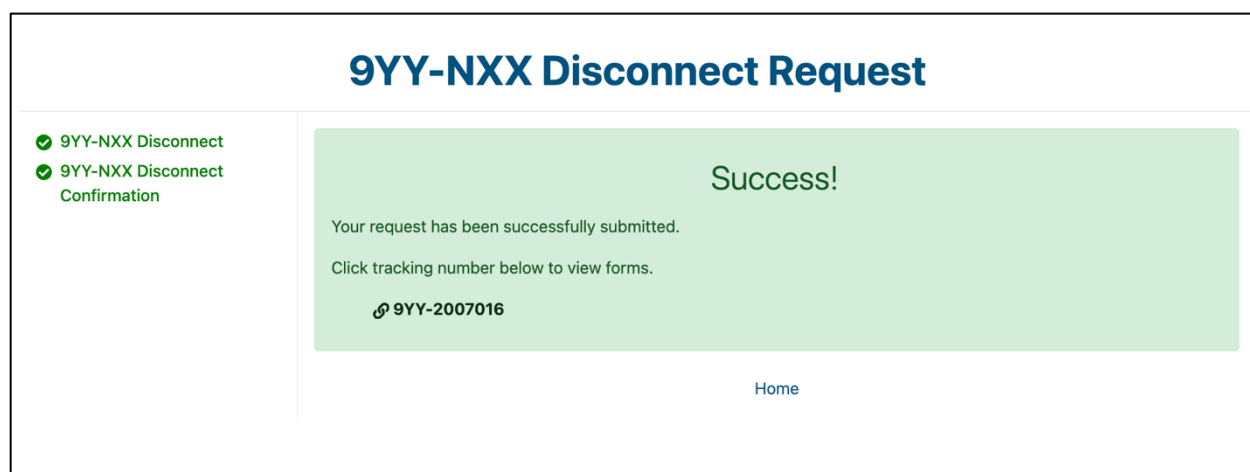 9YY-NXX Disconnect Request
9YY-NXX Disconnect
9YY-NXX Disconnect
Confirmation
Success!
Your request has been successfully submitted.
Click tracking number below to view forms.
9YY-2007016
Home